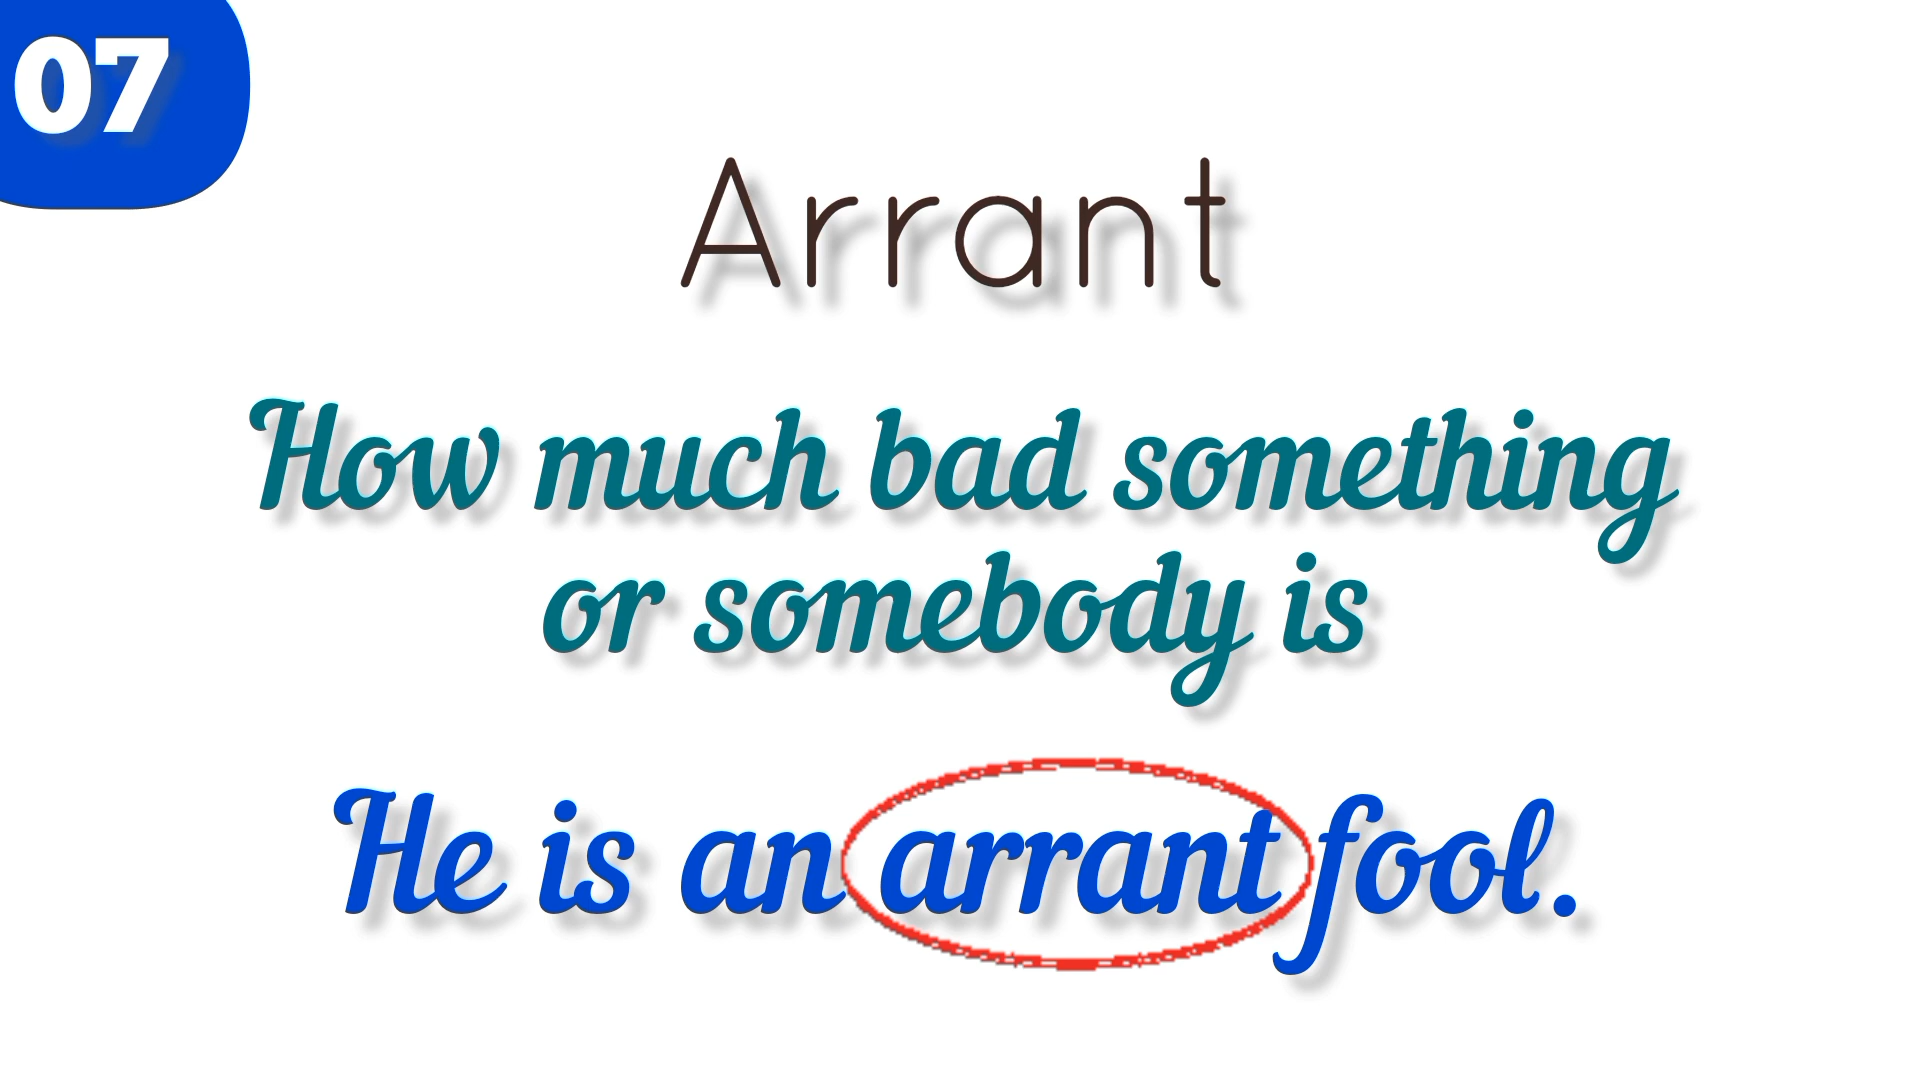 07
Arrant
How much bad something
or somebody is
He is an arrant fool.